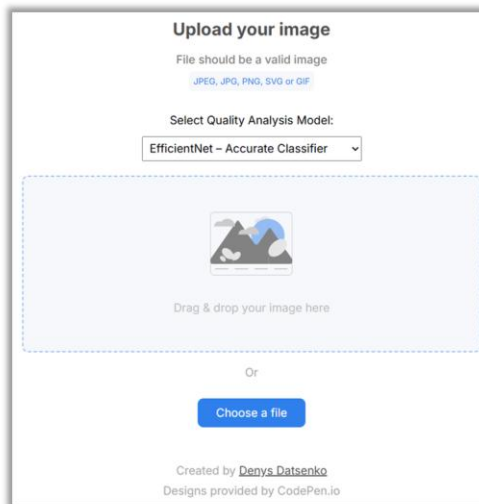 Upload your image
File should be a valid image
JPEG, JPG, PNG, SVG or GIF
Select Quality Analysis Model:
EfficientNet – Accurate Classifier
Drag & drop your image here
Or
Choose a file
Created by Denys Datsenko
Designs provided by CodePen.io